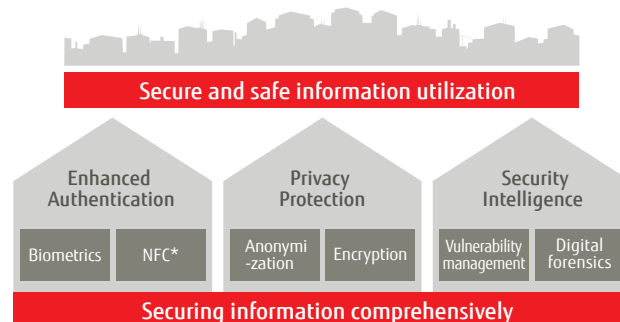 Secure and safe information utilization
Enhanced
Authentication
Privacy
Protection
Security
Intelligence
Biometrics
NFC*
Anonymi
-zation
Encryption
Vulnerability
management
Digital
forensics
Securing information comprehensively